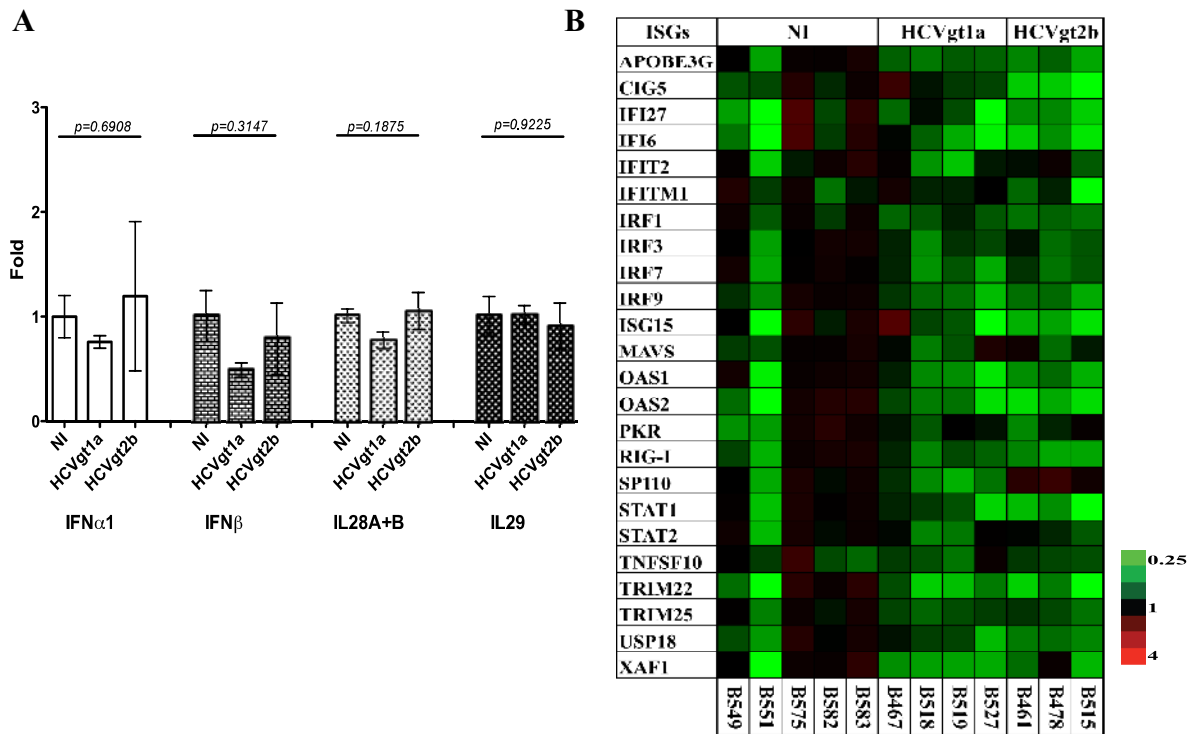 A
B
3
2
1
0
Fold
p=0.6908
p=0.3147
p=0.1875
p=0.9225
NI
HCVgt1a
HCVgt2b
NI
HCVgt1a
HCVgt2b
NI
HCVgt1a
HCVgt2b
NI
HCVgt1a
HCVgt2b
IFNα1
IFNβ
IL28A+B
IL29
ISGs NI HCVgt1a HCVgt2b
APOBE3G
CIG5
IFI27
IFI6
IFIT2
IFITM1
IRF1
IRF3
IRF7
IRF9
ISG15
MAVS
OAS1
OAS2
PKR
RIG-1
SP110
STAT1
STAT2
TNFSF10
TRIM22
TRIM25
USP18
XAF1
B549 B551 B575 B582 B583 B467 B518 B519 B527 B461 B478 B515
0.25
1
4